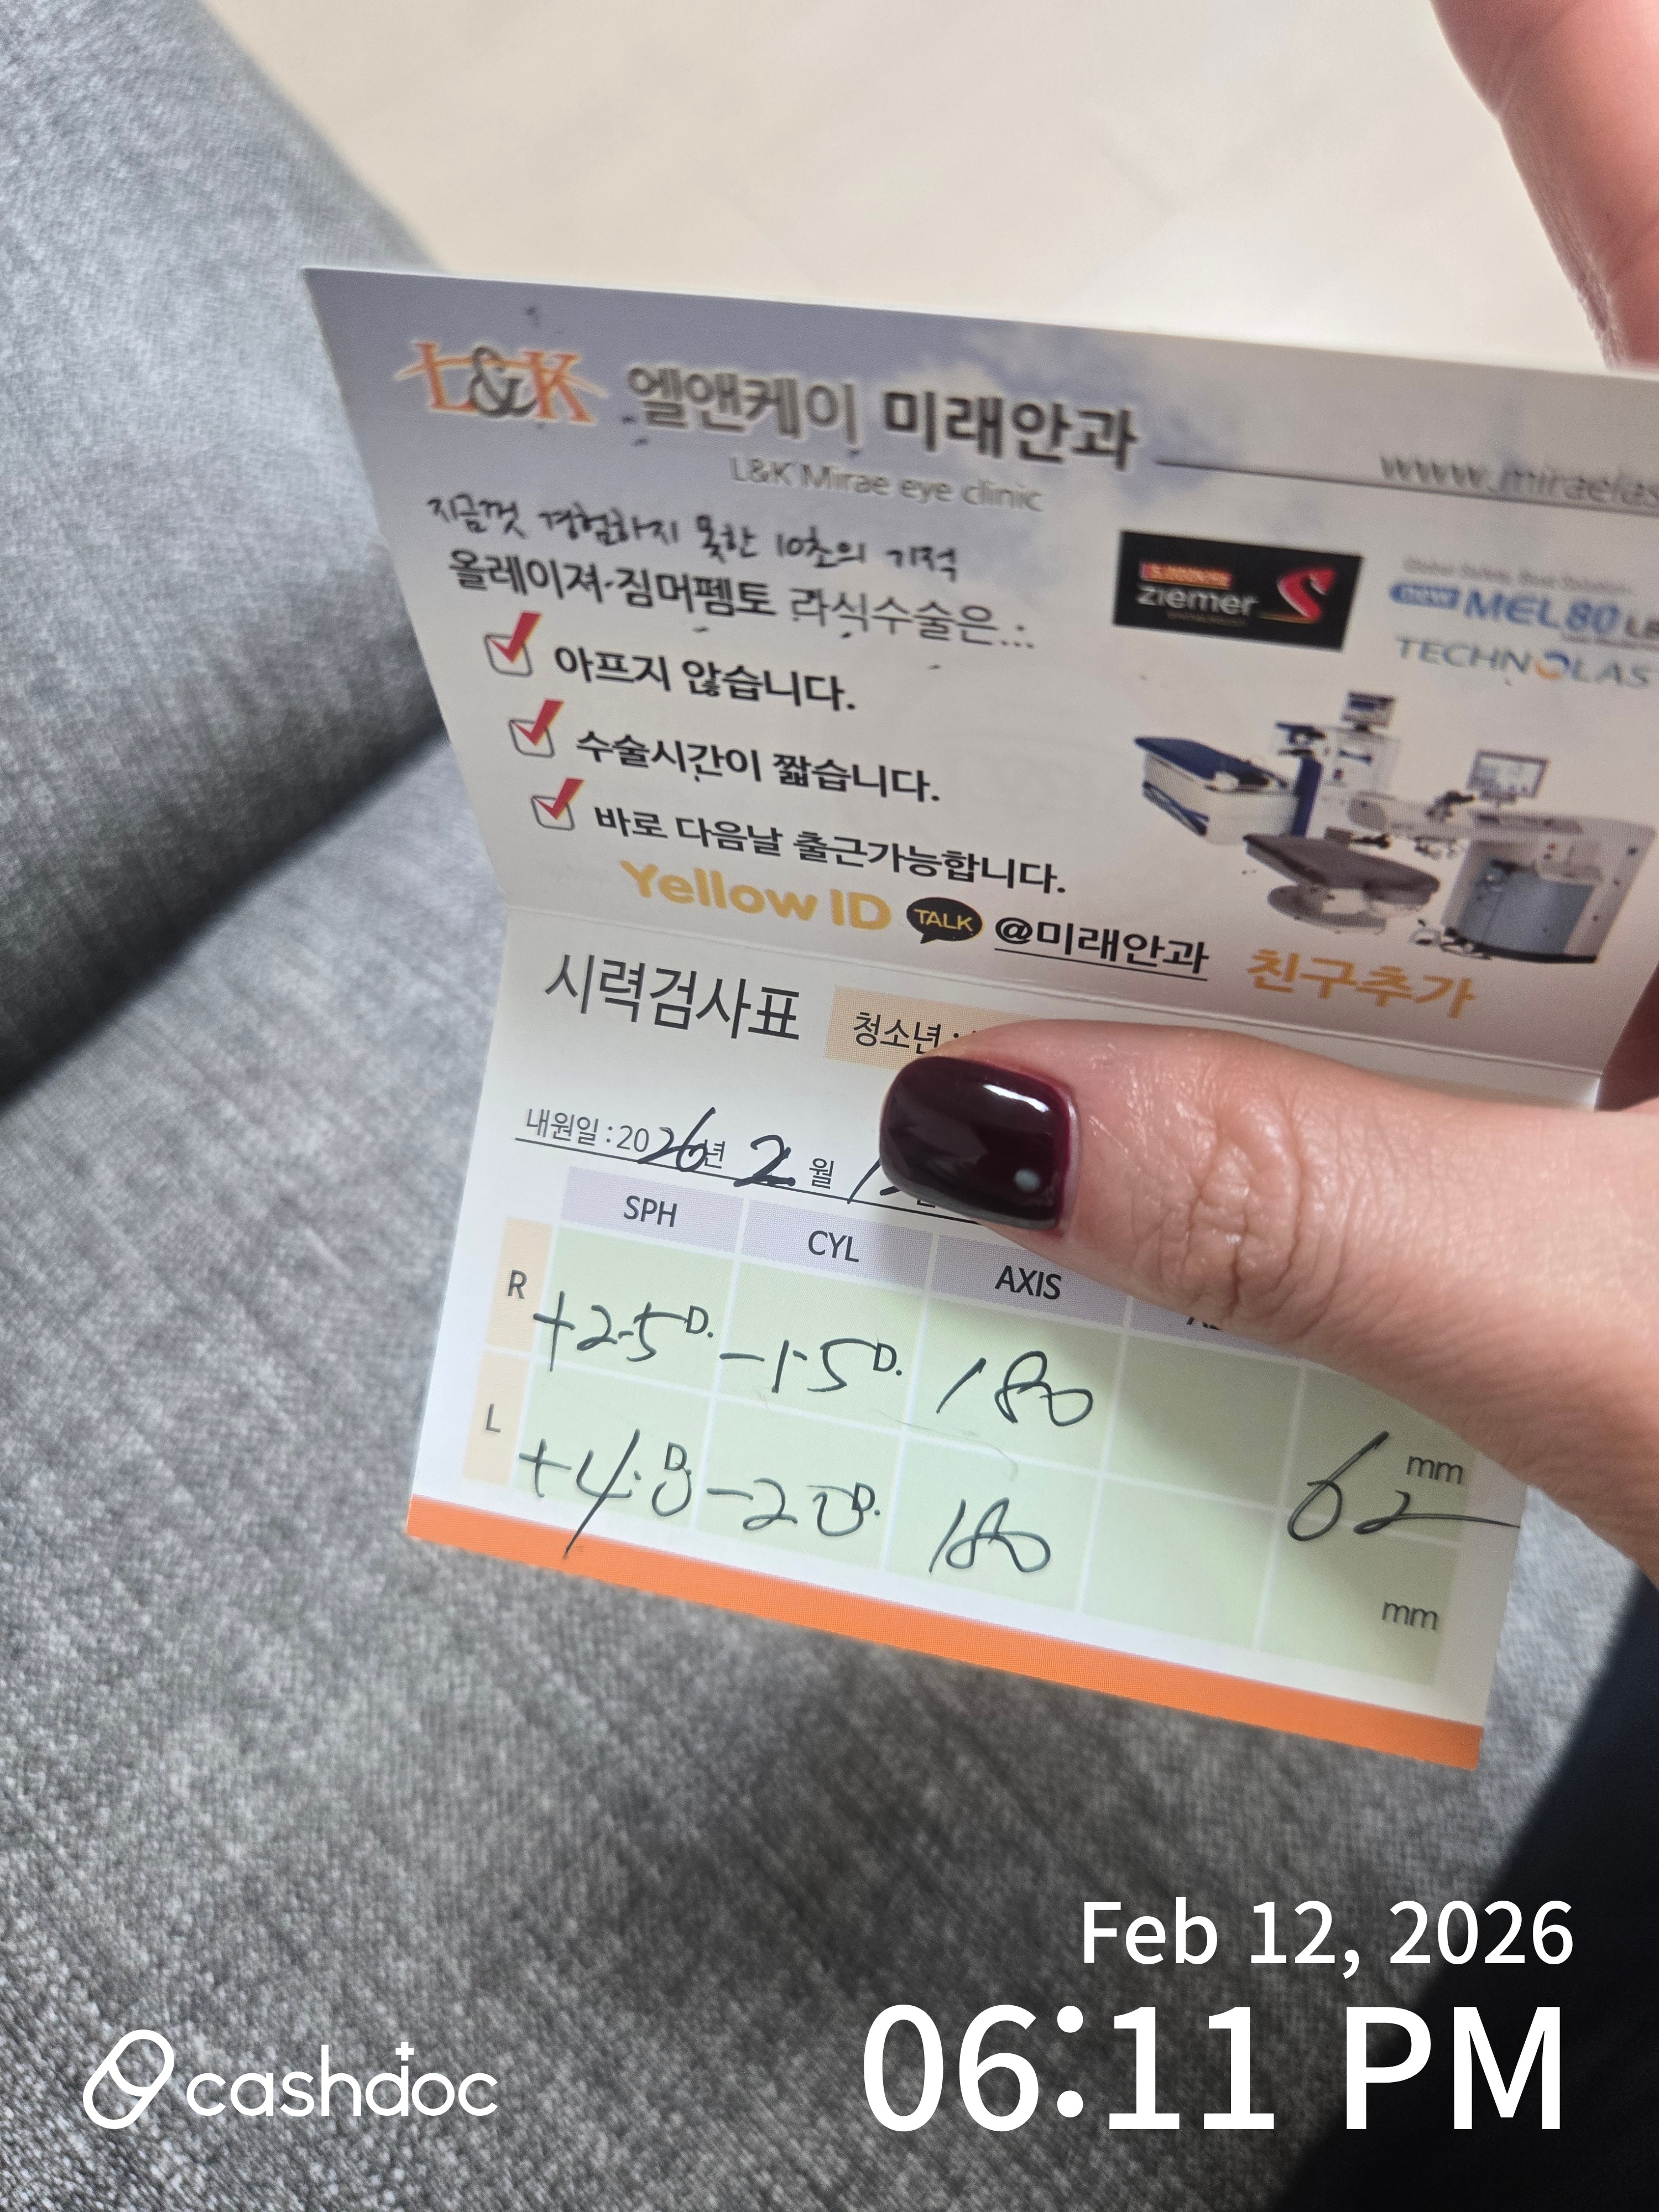 L&K 엘앤케이 미래안과
L&K Mirae eye clinic
www.miraelas
지금껏 경험하지 못한 10초의 기적
올레이져·짐머펨토 라식수술은...
아프지 않습니다.
수술시간이 짧습니다.
바로 다음날 출근가능합니다.
ziemer
new MEL 80
TECHNOLAS
Yellow ID TALK @미래안과 친구추가
시력검사표 청소년 :
내원일 : 2026년 2월
SPH CYL AXIS
R +2.5D. -1.5D. 180
L D. -2.0D. 180
62 mm
mm
Feb 12, 2026
06:11 PM
cashdoc